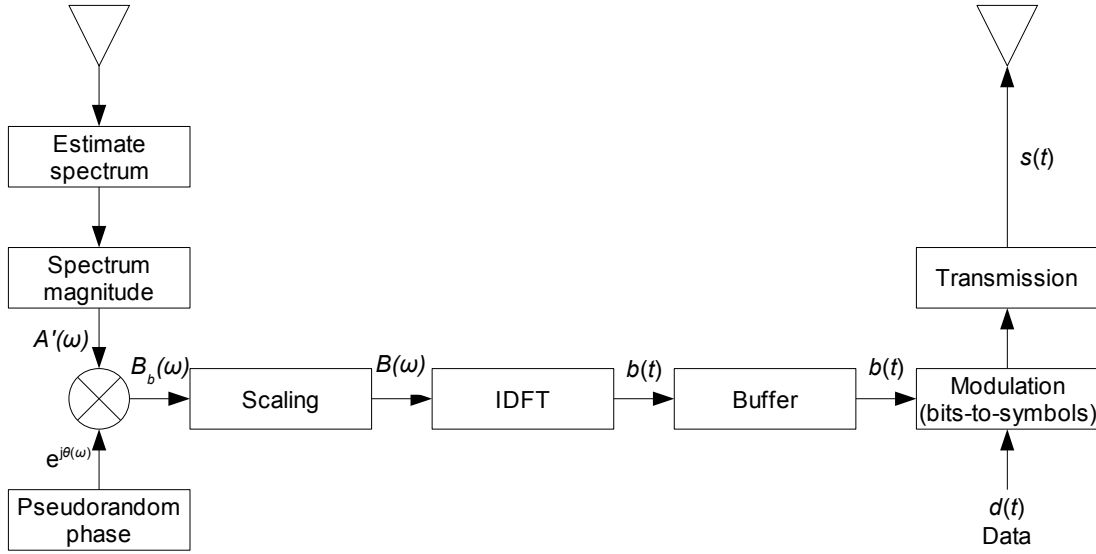 Estimate
spectrum
Spectrum
magnitude
A'(ω)
B_b(ω)
Scaling
B(ω)
IDFT
b(t)
Buffer
b(t)
Modulation
(bits-to-symbols)
Transmission
s(t)
e^jθ(ω)
Pseudorandom
phase
d(t)
Data